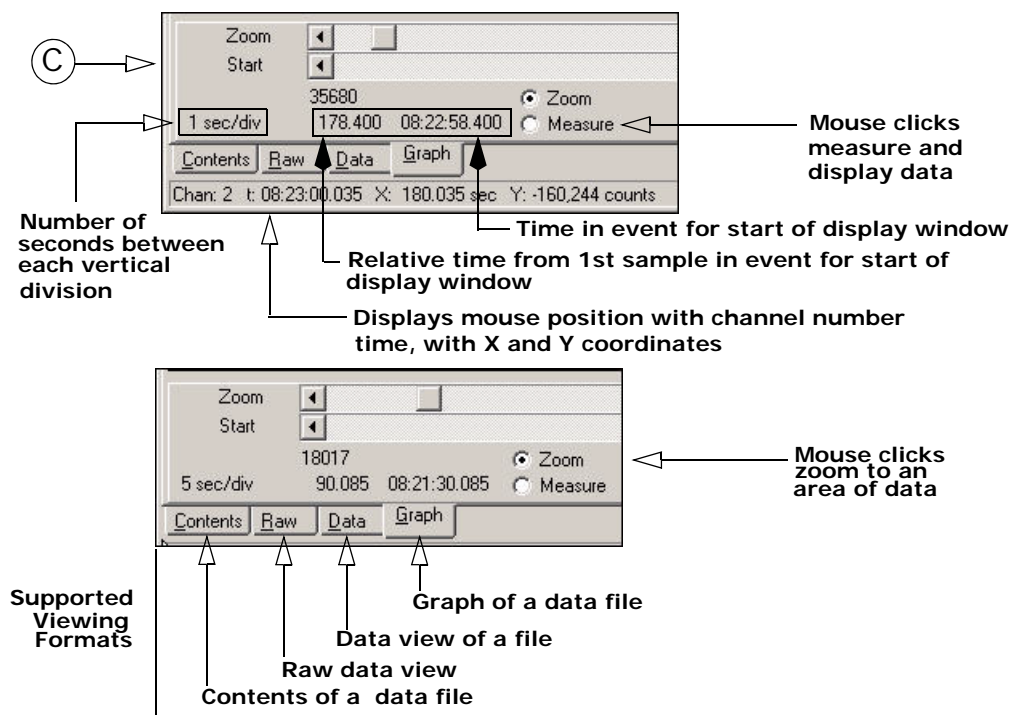 Zoom
C
Start
35680
Zoom
1 sec/div 178.400 08:22:58.400 Measure
Mouse clicks
measure and
display data
Contents Raw Data Graph
Chan: 2 t: 08:23:00.035 X: 180.035 sec Y: -160,244 counts
Number of
seconds between
each vertical
division
Time in event for start of display window
Relative time from 1st sample in event for start of
display window
Displays mouse position with channel number
time, with X and Y coordinates
Zoom
Start
18017
Zoom
5 sec/div 90.085 08:21:30.085 Measure
Mouse clicks
zoom to an
area of data
Contents Raw Data Graph
Supported
Viewing
Formats
Graph of a data file
Data view of a file
Raw data view
Contents of a data file